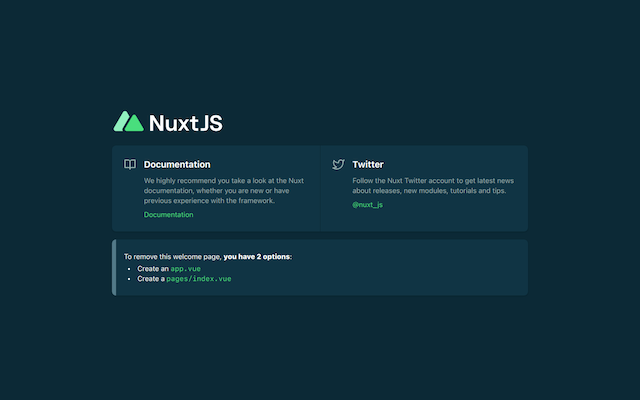 NuxtJS
Documentation
We highly recommend you take a look at the Nuxt
documentation, whether you are new or have
previous experience with the framework.
Documentation
Twitter
Follow the Nuxt Twitter account to get latest news
about releases, new modules, tutorials and tips.
@nuxt_js
To remove this welcome page, you have 2 options:
• Create an app.vue
• Create a pages/index.vue